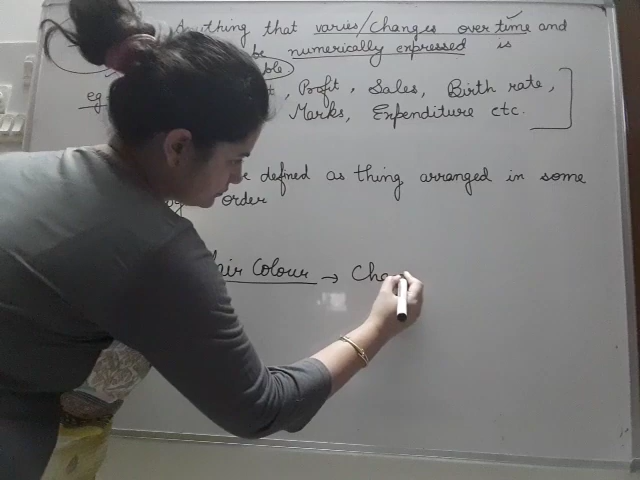 Anything that varies/changes over time and
be numerically expressed is
eg , Profit, Sales, Birth rate,
Marks, Expenditure etc.
defined as thing arranged in some
order
Colour → Cha